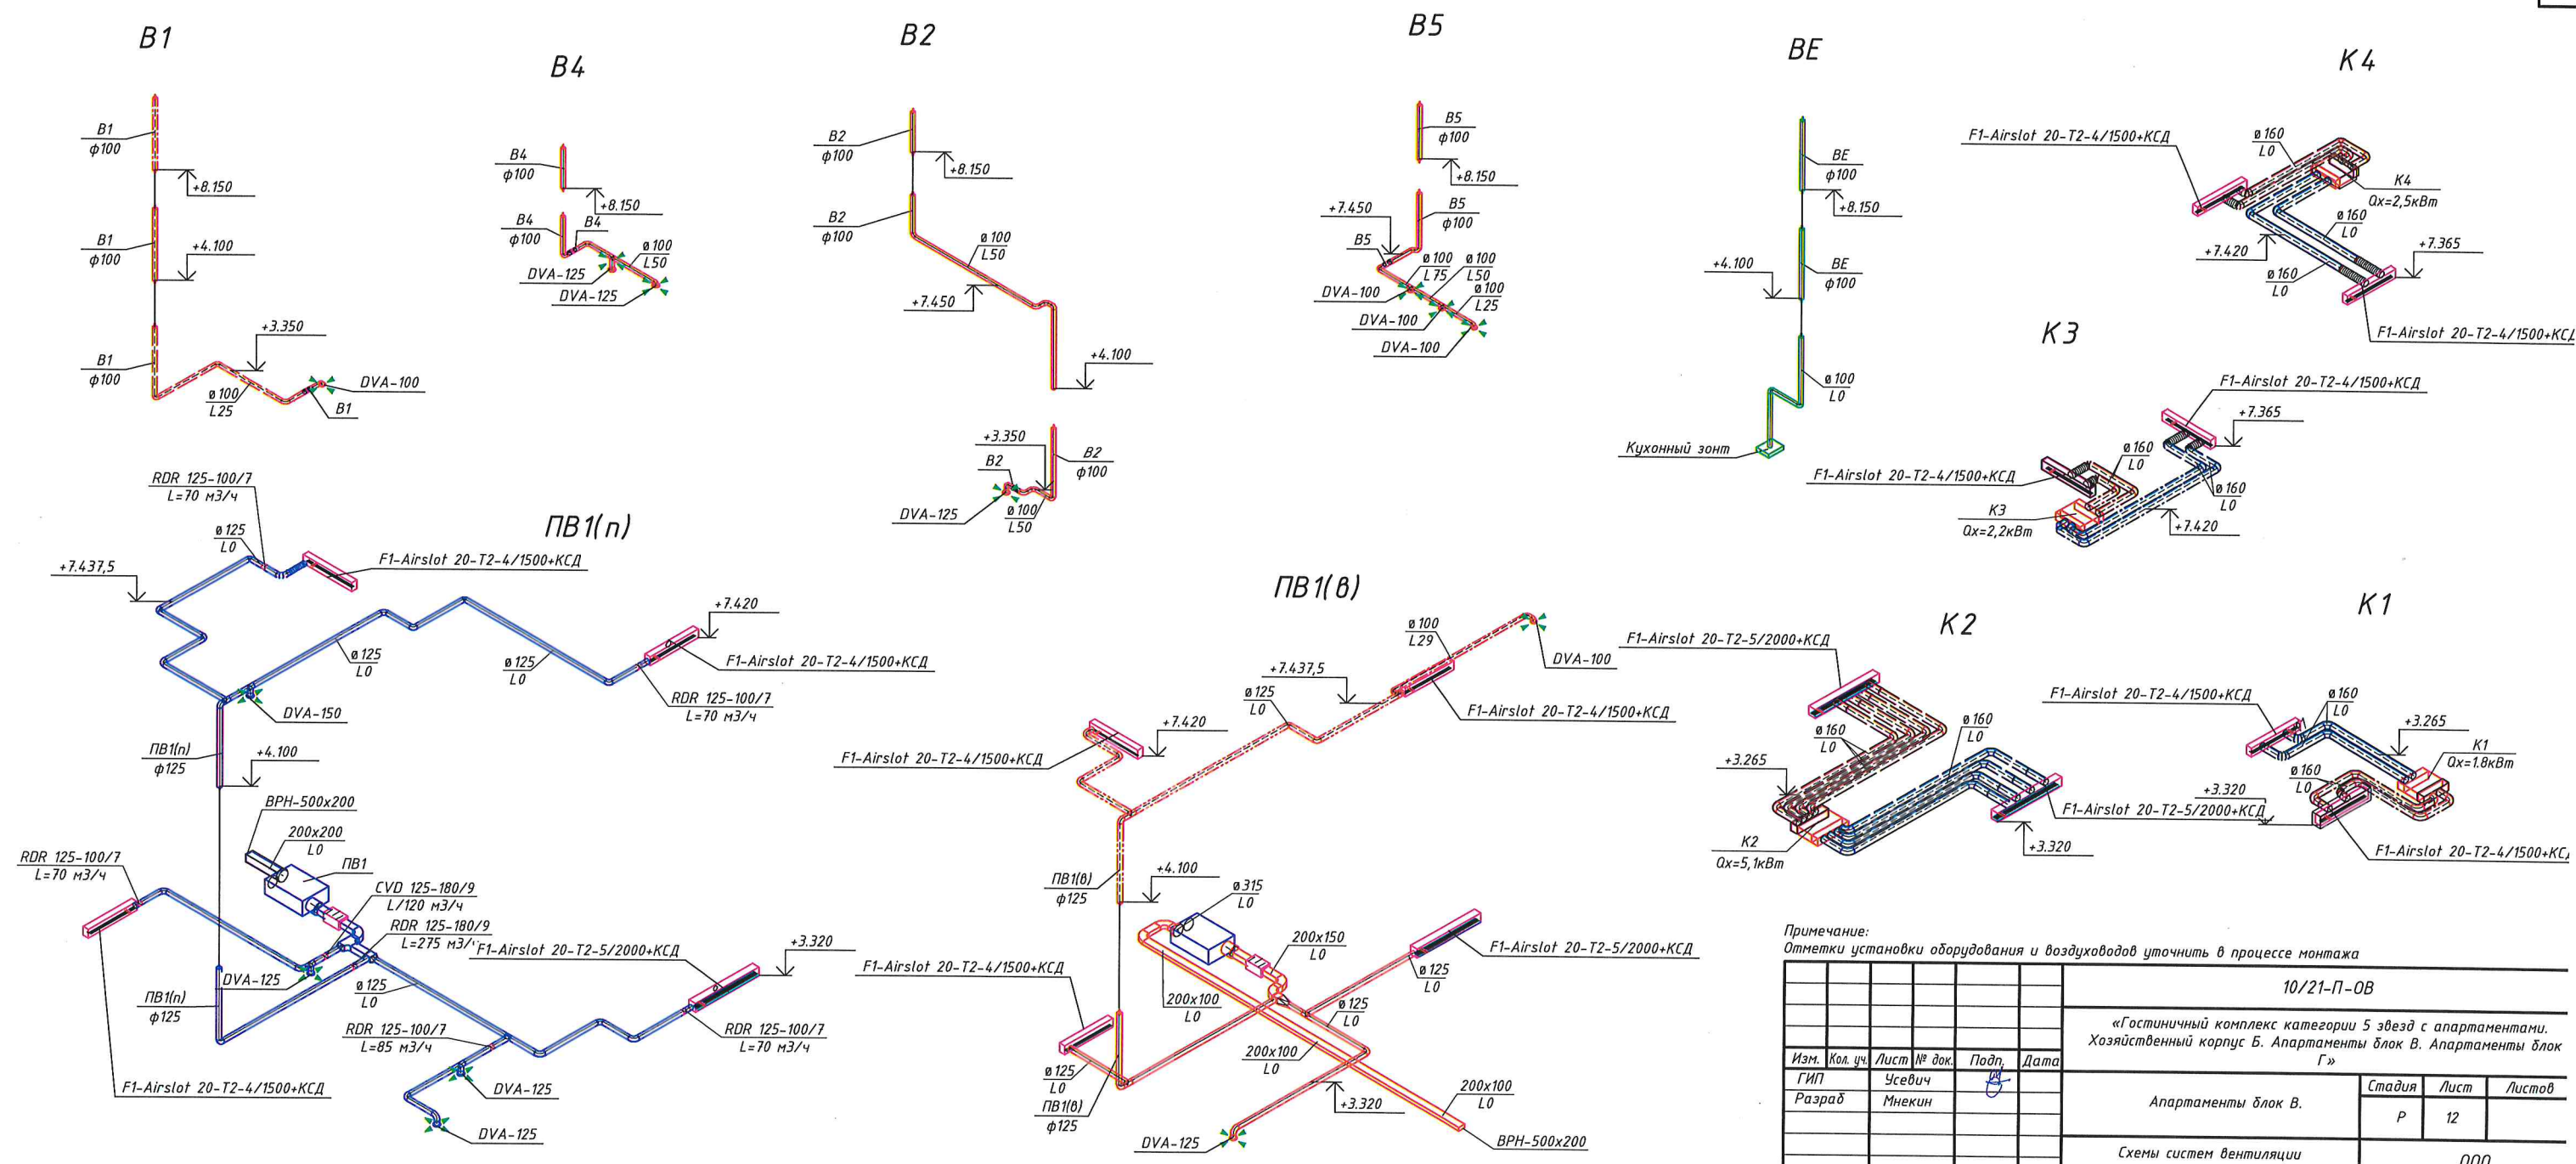 В1
В1
ф100
+8.150
В1
ф100
+4.100
В1
ф100
+3.350
ø100
L25
DVA-100
В1
В4
В4
ф100
+8.150
В4
ф100
В4
ø100
L50
DVA-125
DVA-125
В2
В2
ф100
+8.150
В2
ф100
ø100
L50
+7.450
+4.100
+3.350
В2
В2
ф100
DVA-125
ø100
L50
В5
В5
ф100
+8.150
+7.450
В5
ф100
В5
ø100
L75
ø100
L50
ø100
L25
DVA-100
DVA-100
DVA-100
ВЕ
ВЕ
ф100
+8.150
+4.100
ВЕ
ф100
ø100
L0
Кухонный зонт
К4
F1-Airslot 20-T2-4/1500+КСД
ø160
L0
К4
Qх=2,5кВт
ø160
L0
+7.420
+7.365
ø160
L0
F1-Airslot 20-T2-4/1500+КСД
К3
F1-Airslot 20-T2-4/1500+КСД
+7.365
ø160
L0
F1-Airslot 20-T2-4/1500+КСД
ø160
L0
К3
Qх=2,2кВт
+7.420
ПВ1(п)
RDR 125-100/7
L=70 м3/ч
ø125
L0
F1-Airslot 20-T2-4/1500+КСД
+7.437,5
+7.420
ø125
L0
ø125
L0
F1-Airslot 20-T2-4/1500+КСД
RDR 125-100/7
L=70 м3/ч
DVA-150
ПВ1(п)
ф125
+4.100
ВРН-500х200
200х200
L0
ПВ1
RDR 125-100/7
L=70 м3/ч
CVD 125-180/9
L/120 м3/ч
RDR 125-180/9
L=275 м3/ч
F1-Airslot 20-T2-5/2000+КСД
+3.320
DVA-125
ø125
L0
ПВ1(п)
ф125
RDR 125-100/7
L=85 м3/ч
RDR 125-100/7
L=70 м3/ч
F1-Airslot 20-T2-4/1500+КСД
DVA-125
DVA-125
ПВ1(в)
ø100
L29
DVA-100
+7.437,5
ø125
L0
F1-Airslot 20-T2-4/1500+КСД
+7.420
F1-Airslot 20-T2-4/1500+КСД
ПВ1(в)
ф125
+4.100
ø315
L0
200х150
L0
F1-Airslot 20-T2-5/2000+КСД
F1-Airslot 20-T2-4/1500+КСД
ø125
L0
200х100
L0
ø125
L0
200х100
L0
ø125
L0
ПВ1(в)
ф125
+3.320
200х100
L0
DVA-125
ВРН-500х200
К2
F1-Airslot 20-T2-5/2000+КСД
ø160
L0
ø160
L0
+3.265
F1-Airslot 20-T2-5/2000+КСД
К2
Qх=5,1кВт
+3.320
К1
F1-Airslot 20-T2-4/1500+КСД
ø160
L0
+3.265
К1
Qх=1.8кВт
ø160
L0
+3.320
F1-Airslot 20-T2-4/1500+КСД
Примечание:
Отметки установки оборудования и воздуховодов уточнить в процессе монтажа
10/21-П-ОВ
«Гостиничный комплекс категории 5 звезд с апартаментами.
Хозяйственный корпус Б. Апартаменты блок В. Апартаменты блок
Г»
Изм. Кол. уч. Лист № док. Подп. Дата
ГИП Усевич
Разраб Мнекин
Апартаменты блок В.
Стадия Лист Листов
Р 12
Схемы систем вентиляции
ООО